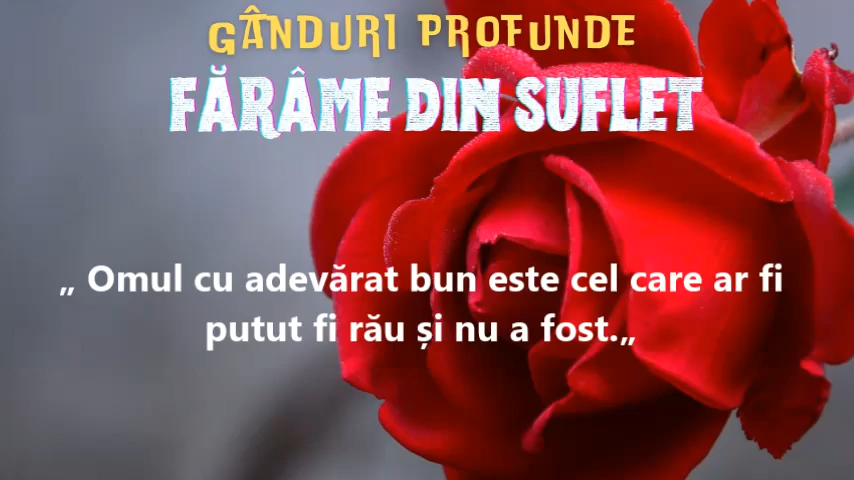 GÂNDURI PROFUNDE
FĂRÂME DIN SUFLET
„ Omul cu adevărat bun este cel care ar fi
putut fi rău și nu a fost.„